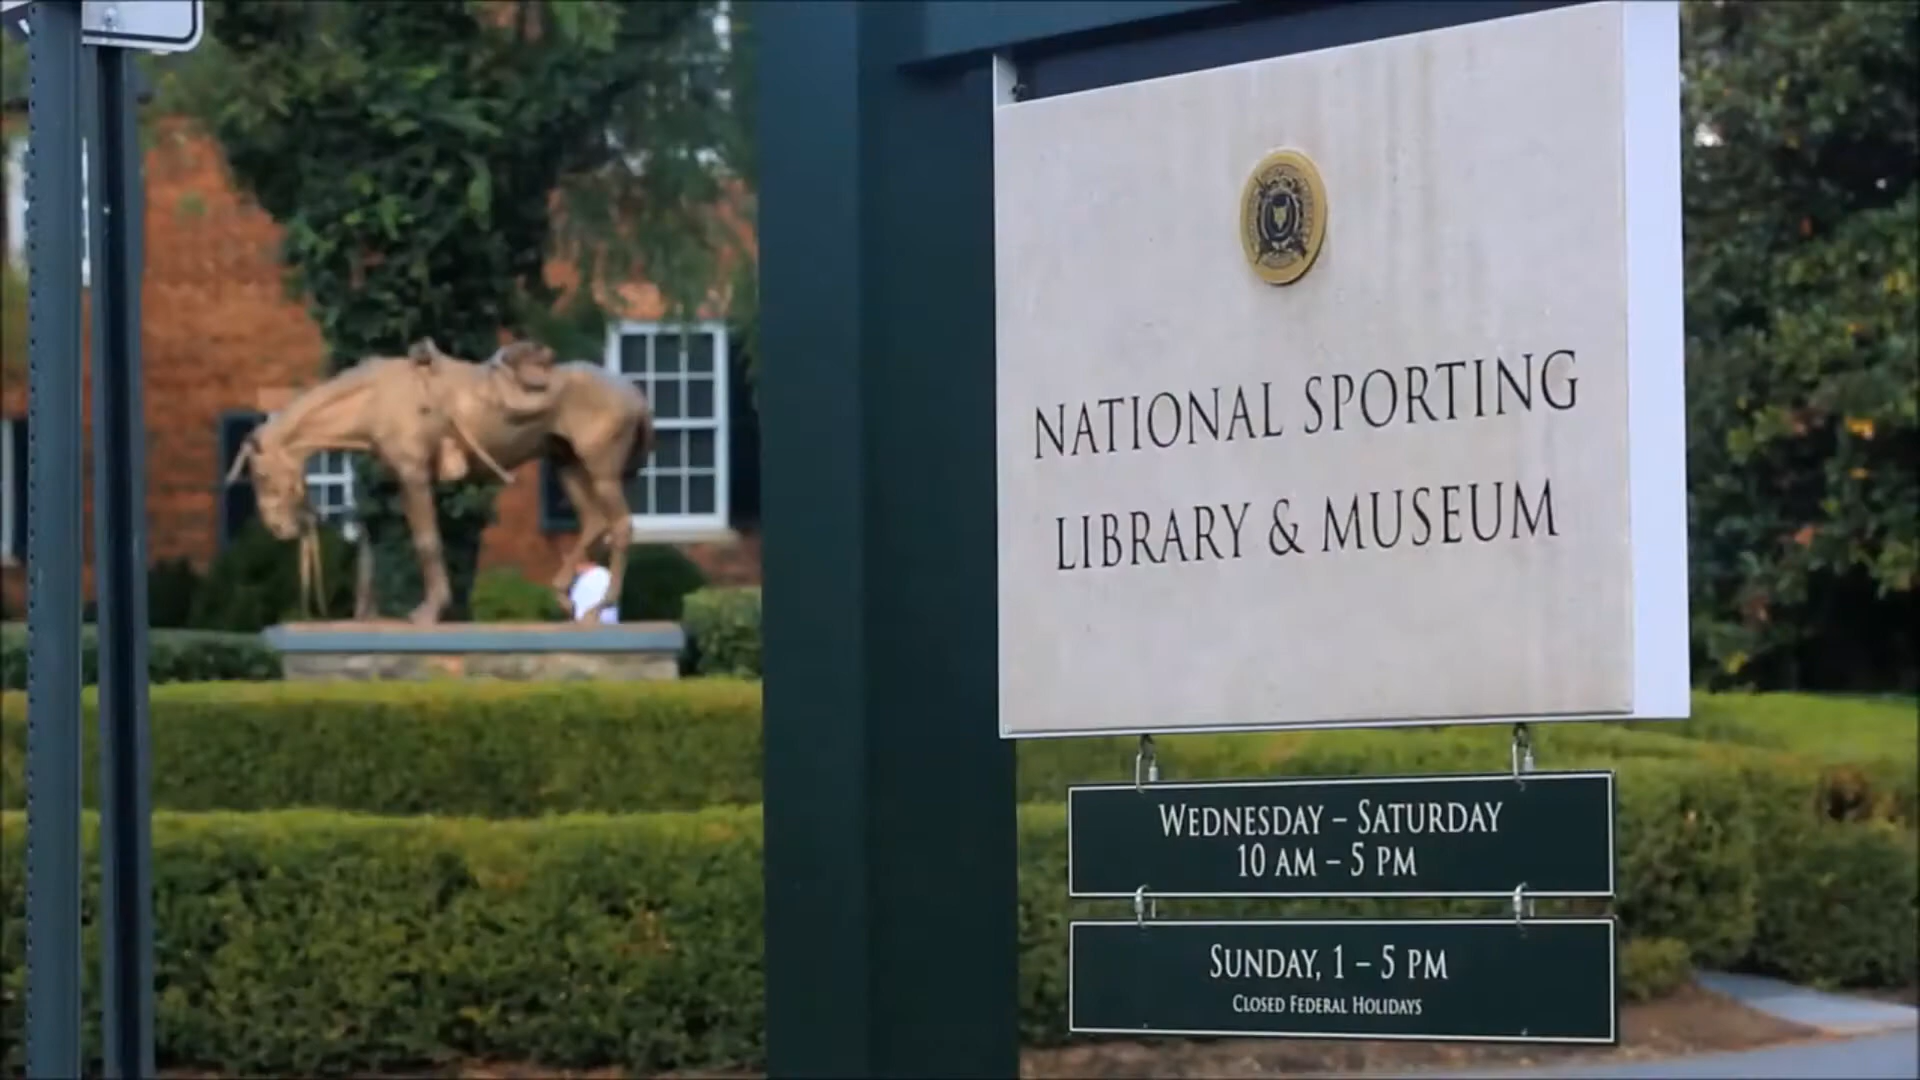 NATIONAL SPORTING
LIBRARY & MUSEUM
WEDNESDAY – SATURDAY
10 AM – 5 PM
SUNDAY, 1 – 5 PM
CLOSED FEDERAL HOLIDAYS